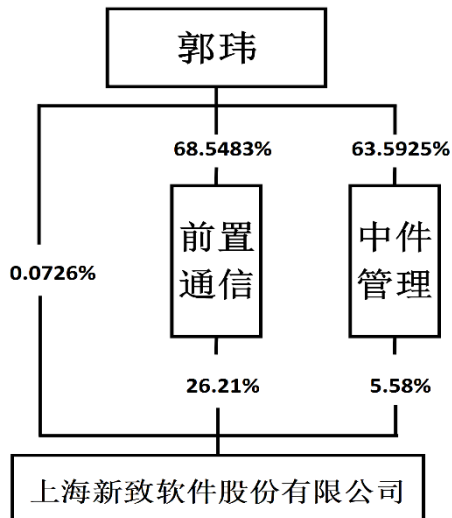 郭玮
68.5483% 63.5925%
前置
通信
中件
管理
0.0726%
26.21% 5.58%
上海新致软件股份有限公司